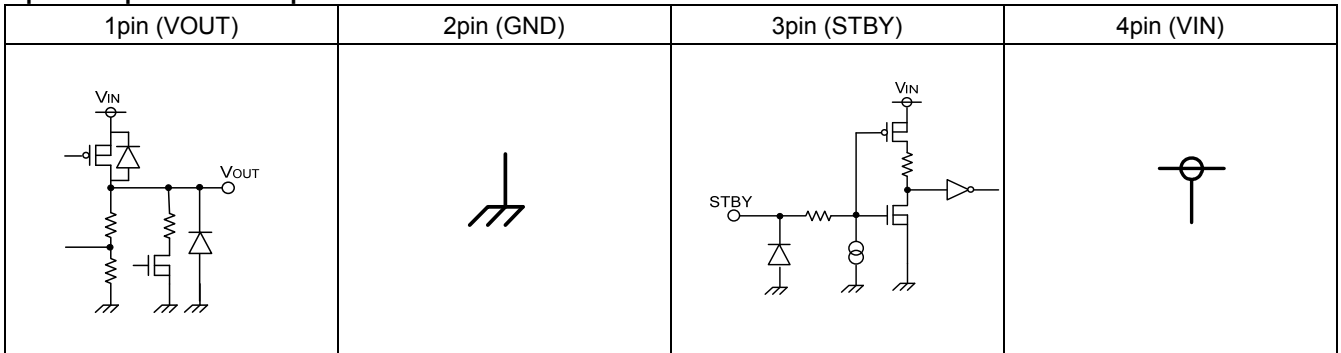 1pin (VOUT)
2pin (GND)
3pin (STBY)
4pin (VIN)
VIN
VOUT
VIN
STBY